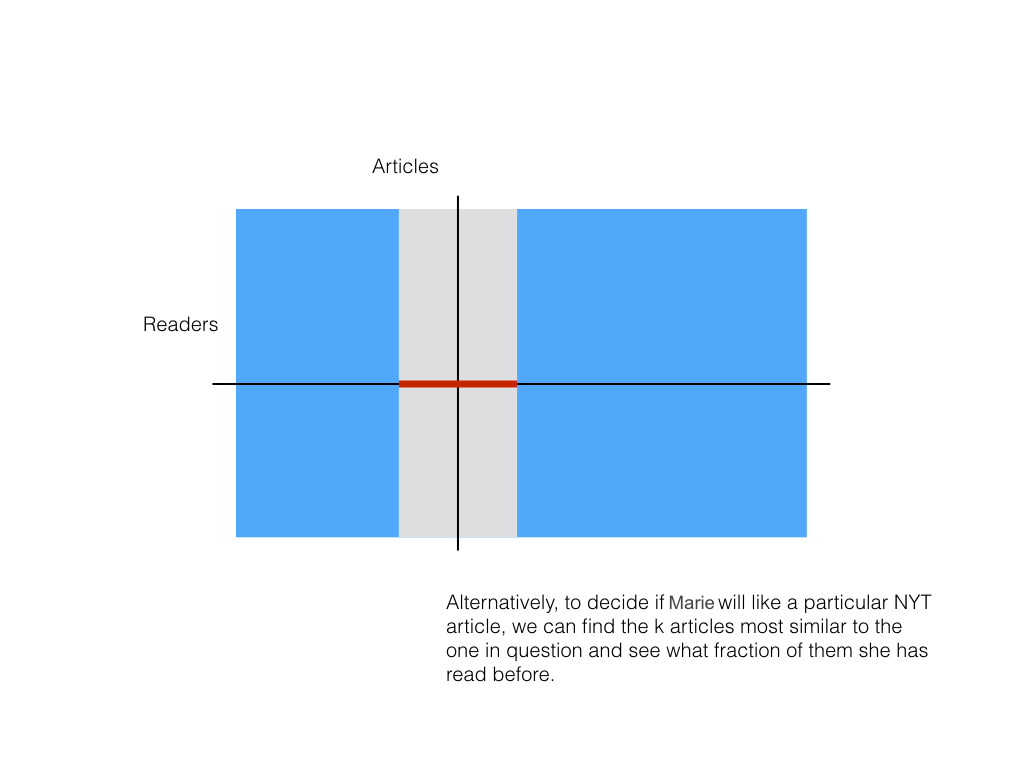 Articles
Readers
Alternatively, to decide if Marie will like a particular NYT
article, we can find the k articles most similar to the
one in question and see what fraction of them she has
read before.